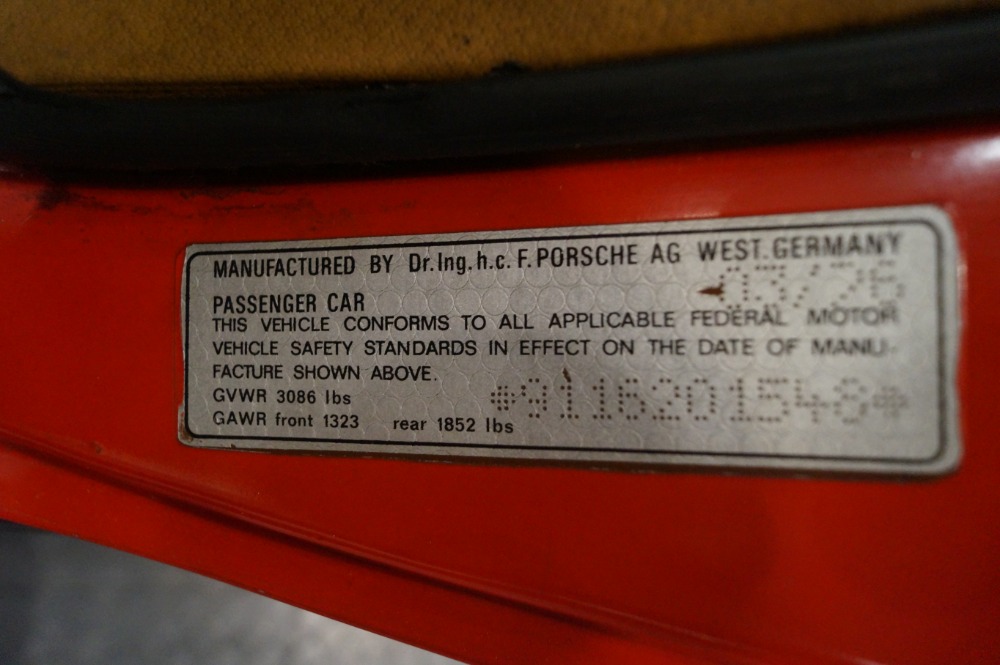 MANUFACTURED BY Dr.Ing.h.c.F.PORSCHE AG WEST.GERMANY
03/76
PASSENGER CAR
THIS VEHICLE CONFORMS TO ALL APPLICABLE FEDERAL MOTOR
VEHICLE SAFETY STANDARDS IN EFFECT ON THE DATE OF MANU-
FACTURE SHOWN ABOVE.
GVWR 3086 lbs
*9116201548*
GAWR front 1323 rear 1852 lbs